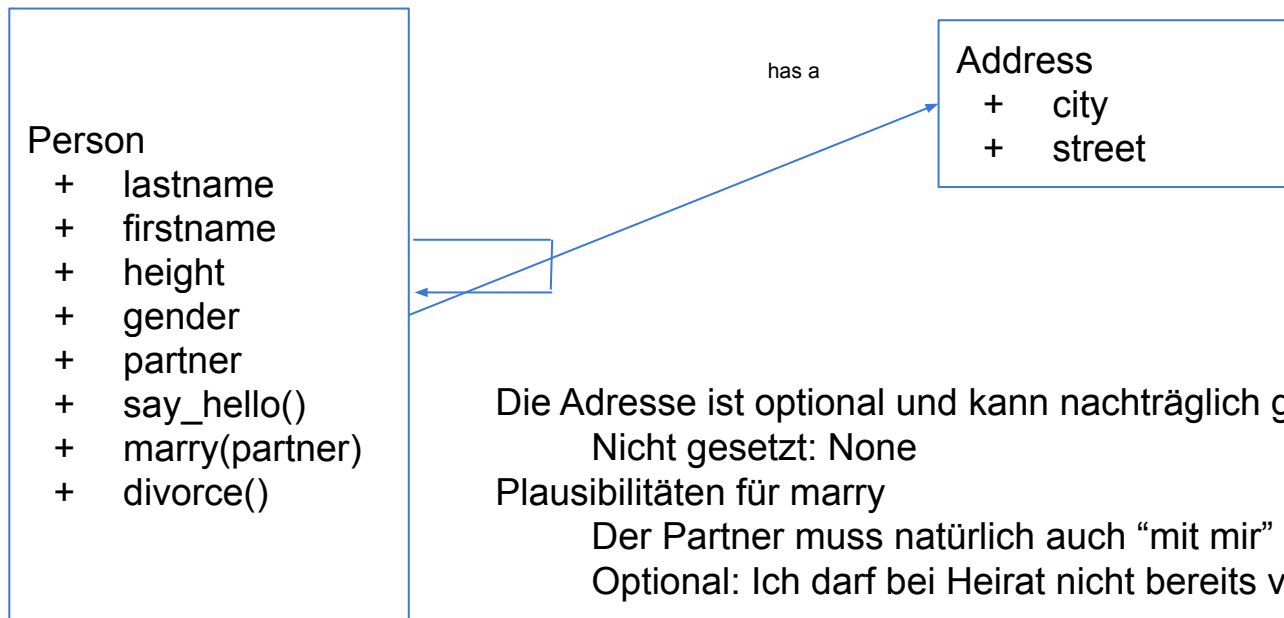 Person
+ lastname
+ firstname
+ height
+ gender
+ partner
+ say_hello()
+ marry(partner)
+ divorce()
has a
Address
+ city
+ street
Die Adresse ist optional und kann nachträglich
Nicht gesetzt: None
Plausibilitäten für marry
Der Partner muss natürlich auch “mit mir”
Optional: Ich darf bei Heirat nicht bereits